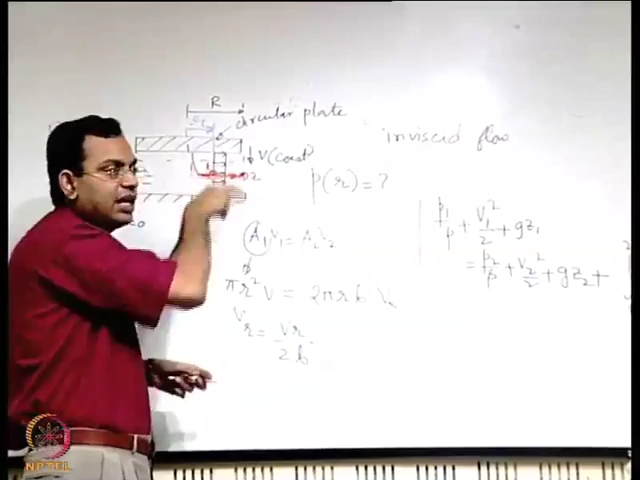 R
circular plate
V(const)
inviscid flow
p(r) = ?
A₁V₁ = A₂V₂
πr²V = 2πrb Vᵣ
Vᵣ = Vr / 2b
p₁/ρ + V₁²/2 + gz₁
= p₂/ρ + V₂²/2 + gz₂ +
NPTEL